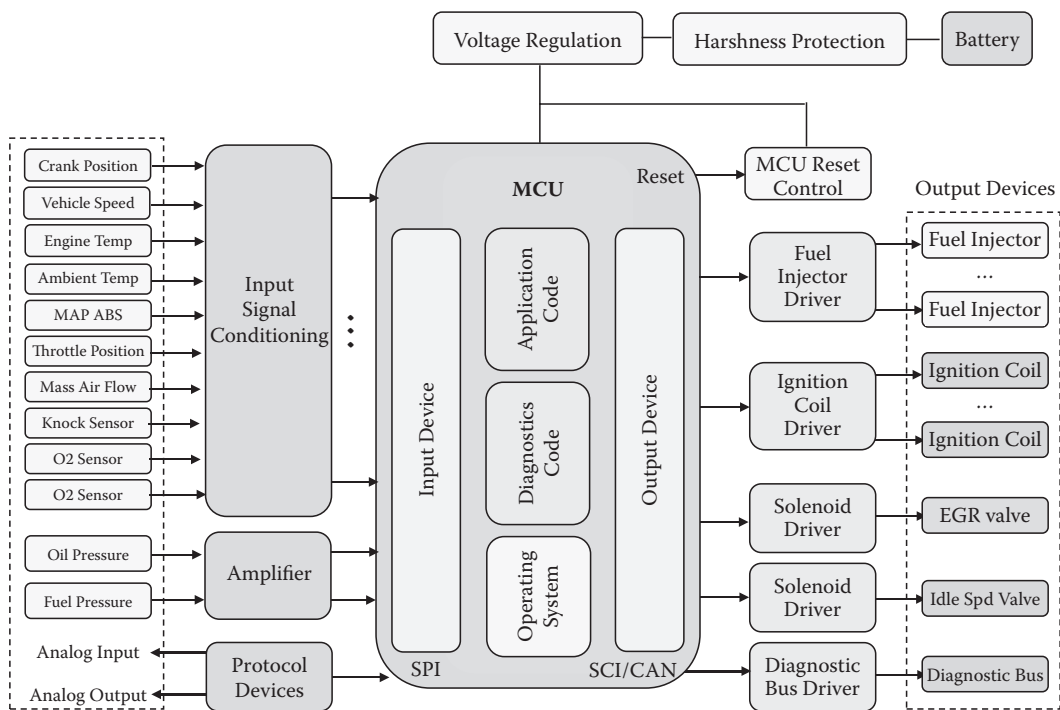 Voltage Regulation
Harshness Protection
Battery
Crank Position
Vehicle Speed
Engine Temp
Ambient Temp
MAP ABS
Throttle Position
Mass Air Flow
Knock Sensor
O2 Sensor
O2 Sensor
Oil Pressure
Fuel Pressure
Analog Input
Analog Output
Input
Signal
Conditioning
Amplifier
Protocol
Devices
MCU
Reset
Input Device
Application
Code
Diagnostics
Code
Operating
System
Output Device
SPI
SCI/CAN
MCU Reset
Control
Fuel
Injector
Driver
Ignition
Coil
Driver
Solenoid
Driver
Solenoid
Driver
Diagnostic
Bus Driver
Output Devices
Fuel Injector
...
Fuel Injector
Ignition Coil
...
Ignition Coil
EGR valve
Idle Spd Valve
Diagnostic Bus